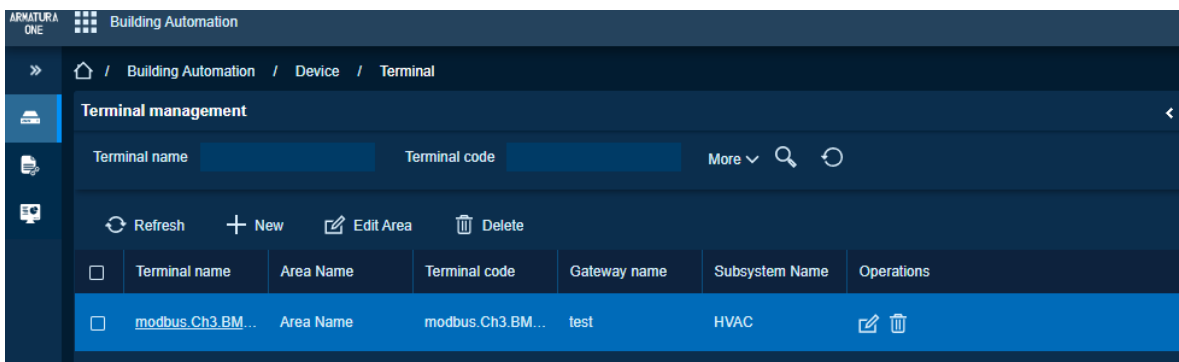 ARMATURA
ONE
Building Automation
/ Building Automation / Device / Terminal
Terminal management
Terminal name Terminal code More
Refresh New Edit Area Delete
Terminal name Area Name Terminal code Gateway name Subsystem Name Operations
modbus.Ch3.BM... Area Name modbus.Ch3.BM... test HVAC